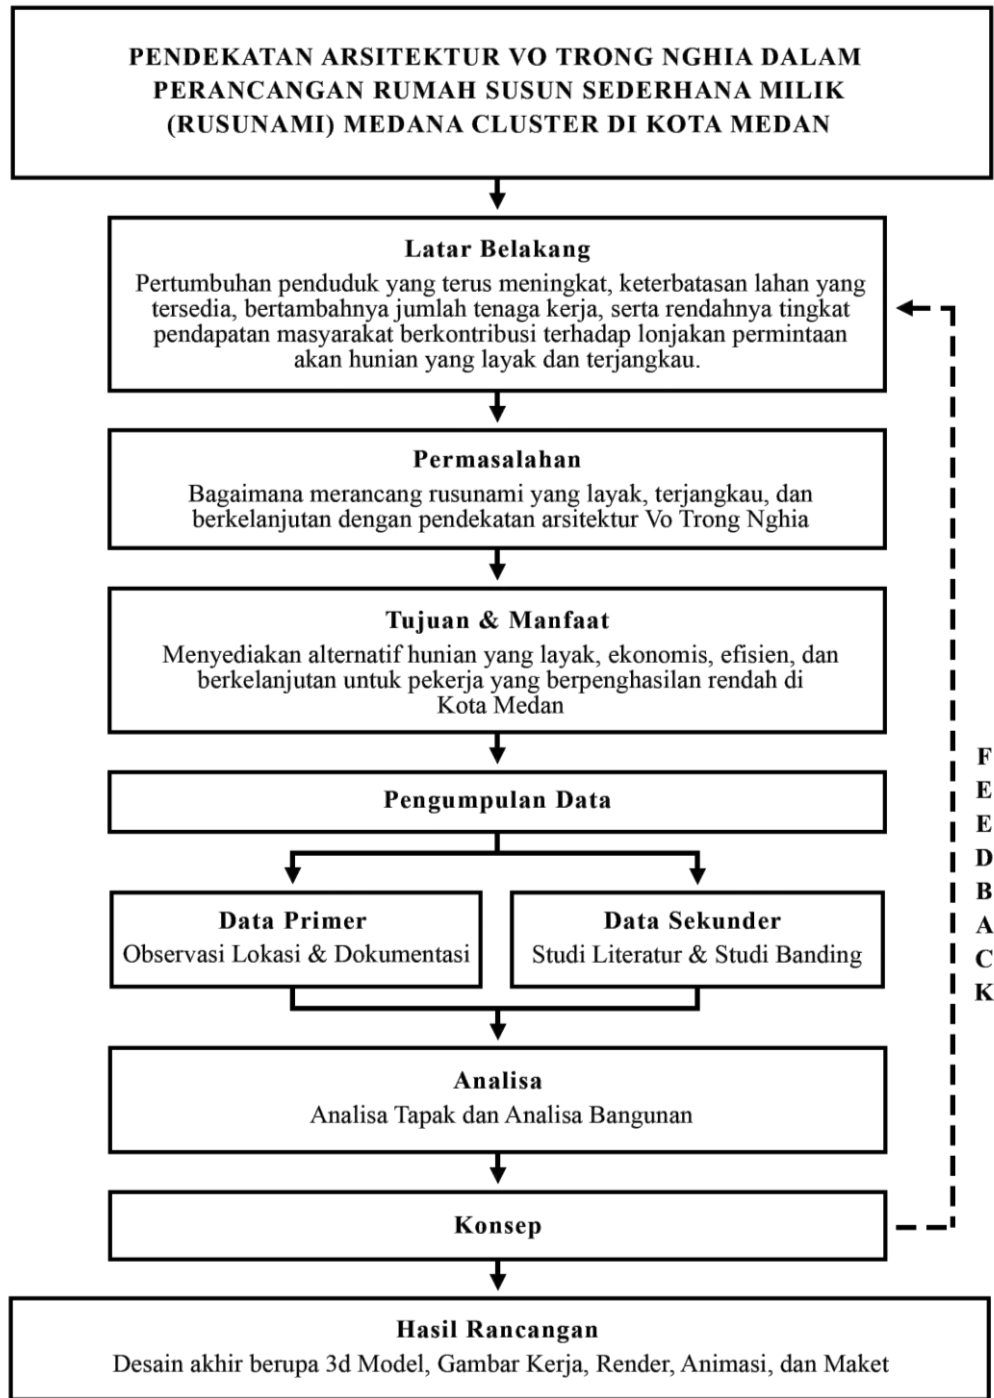 PENDEKATAN ARSITEKTUR VO TRONG NGHIA DALAM
PERANCANGAN RUMAH SUSUN SEDERHANA MILIK
(RUSUNAMI) MEDANA CLUSTER DI KOTA MEDAN
Latar Belakang
Pertumbuhan penduduk yang terus meningkat, keterbatasan lahan yang
tersedia, bertambahnya jumlah tenaga kerja, serta rendahnya tingkat
pendapatan masyarakat berkontribusi terhadap lonjakan permintaan
akan hunian yang layak dan terjangkau.
Permasalahan
Bagaimana merancang rusunami yang layak, terjangkau, dan
berkelanjutan dengan pendekatan arsitektur Vo Trong Nghia
Tujuan & Manfaat
Menyediakan alternatif hunian yang layak, ekonomis, efisien, dan
berkelanjutan untuk pekerja yang berpenghasilan rendah di
Kota Medan
Pengumpulan Data
Data Primer
Observasi Lokasi & Dokumentasi
Data Sekunder
Studi Literatur & Studi Banding
Analisa
Analisa Tapak dan Analisa Bangunan
Konsep
Hasil Rancangan
Desain akhir berupa 3d Model, Gambar Kerja, Render, Animasi, dan Maket
FEEDBACK